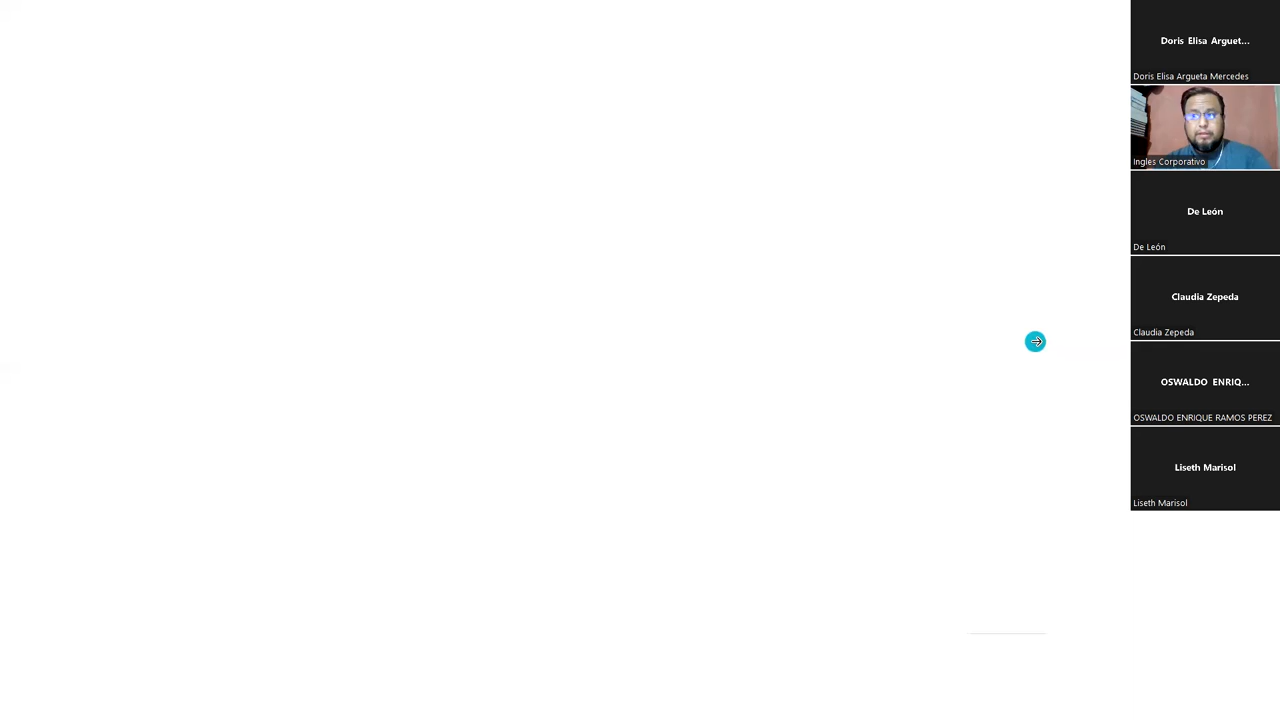 Doris Elisa Arguet...
Doris Elisa Argueta Mercedes
Ingles Corporativo
De León
De León
Claudia Zepeda
Claudia Zepeda
OSWALDO ENRIQ...
OSWALDO ENRIQUE RAMOS PEREZ
Liseth Marisol
Liseth Marisol